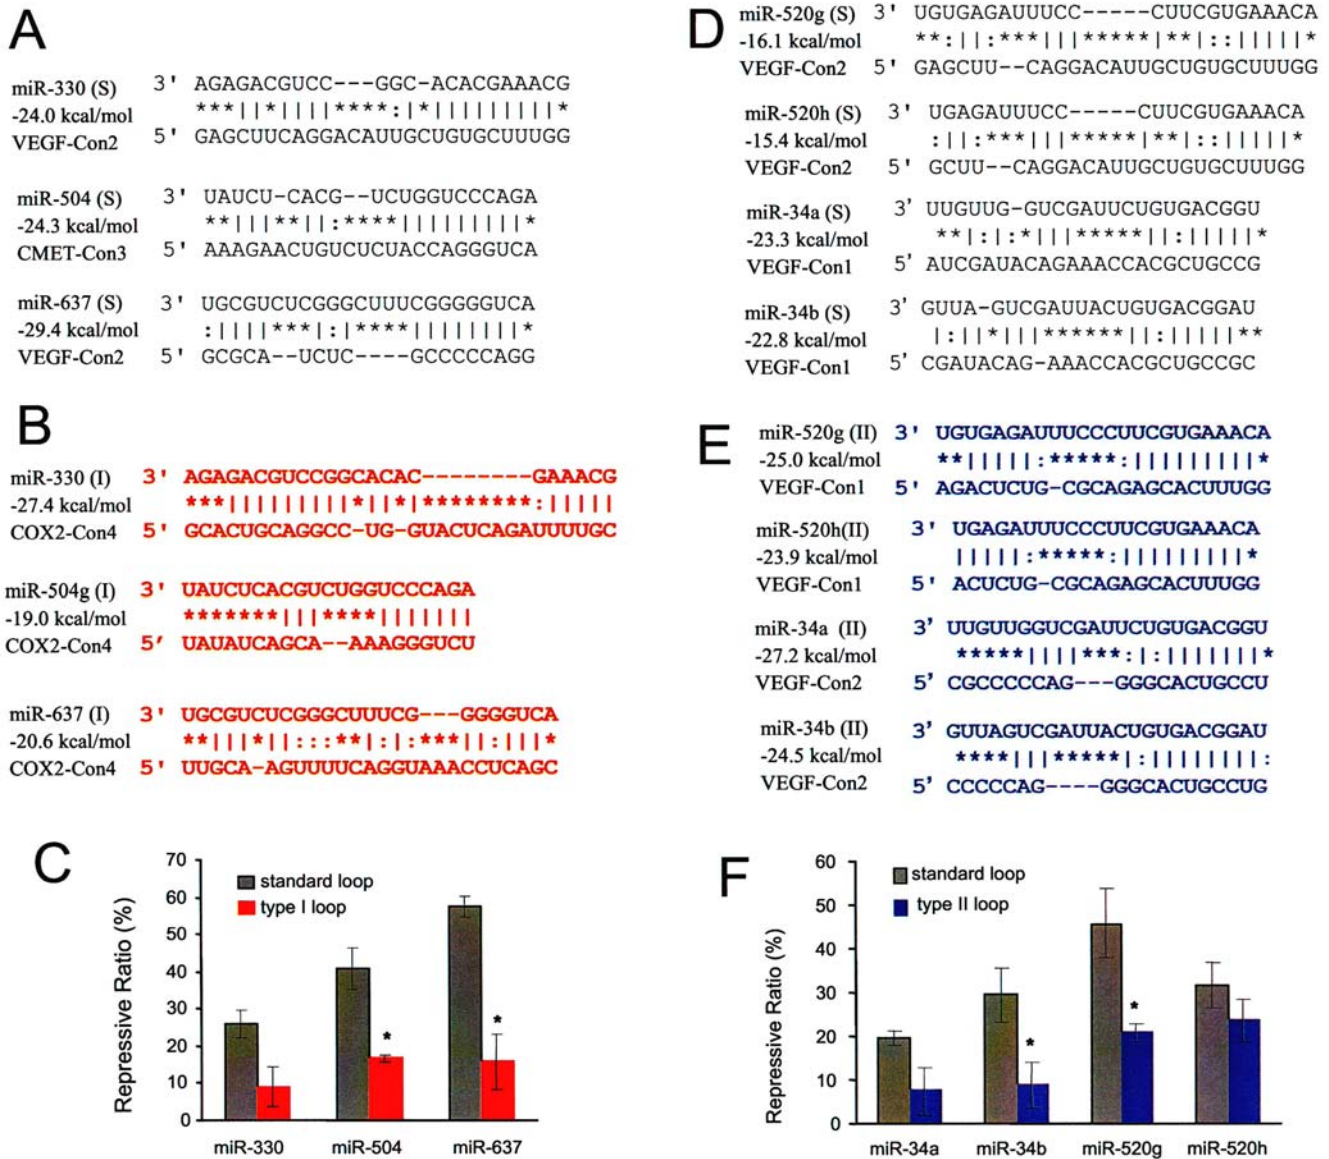 A
miR-330 (S) 3' AGAGACGUCC---GGC-ACACGAAACG
-24.0 kcal/mol ***||*||||****:|*||||||||*
VEGF-Con2 5' GAGCUUCAGGACAUUGCUGUGCUUUGG
miR-504 (S) 3' UAUCU-CACG--UCUGGUCCCAGA
-24.3 kcal/mol **|||**||:****|||||||||*
CMET-Con3 5' AAAGAACUGUCUCUACCAGGGUCA
miR-637 (S) 3' UGCGUCUCGGGCUUUCGGGGGUCA
-29.4 kcal/mol :||||***|:|****||||||||*
VEGF-Con2 5' GCGCA--UCUC----GCCCCCAGG
B
miR-330 (I) 3' AGAGACGUCCGGCACAC--------GAAACG
-27.4 kcal/mol ***||||||||*||*|********:|||||
COX2-Con4 5' GCACUGCAGGCC-UG-GUACUCAGAUUUUGC
miR-504g (I) 3' UAUCUCACGUCUGGUCCCAGA
-19.0 kcal/mol *******|||****|||||||
COX2-Con4 5' UAUAUCAGCA--AAAGGGUCU
miR-637 (I) 3' UGCGUCUCGGGCUUUCG---GGGGUCA
-20.6 kcal/mol **|||*||:::**|:|:***||:|||*
COX2-Con4 5' UUGCA-AGUUUUCAGGUAAACCUCAGC
C
Repressive Ratio (%)
70
60
50
40
30
20
10
0
standard loop
type I loop
*
*
miR-330 miR-504 miR-637
D
miR-520g (S) 3' UGUGAGAUUUCC-----CUUCGUGAAACA
-16.1 kcal/mol **:||:***|||*****|**|::|||||*
VEGF-Con2 5' GAGCUU--CAGGACAUUGCUGUGCUUUGG
miR-520h (S) 3' UGAGAUUUCC-----CUUCGUGAAACA
-15.4 kcal/mol :||:***|||*****|**|::|||||*
VEGF-Con2 5' GCUU--CAGGACAUUGCUGUGCUUUGG
miR-34a (S) 3' UUGUUG-GUCGAUUCUGUGACGGU
-23.3 kcal/mol **|:|:*|||*****||:|||||*
VEGF-Con1 5' AUCGAUACAGAAACCACGCUGCCG
miR-34b (S) 3' GUUA-GUCGAUUACUGUGACGGAU
-22.8 kcal/mol |:||*|||******||:|||||**
VEGF-Con1 5' CGAUACAG-AAACCACGCUGCCGC
E
miR-520g (II) 3' UGUGAGAUUUCCCUUCGUGAAACA
-25.0 kcal/mol **|||||:*****:|||||||||*
VEGF-Con1 5' AGACUCUG-CGCAGAGCACUUUGG
miR-520h(II) 3' UGAGAUUUCCCUUCGUGAAACA
-23.9 kcal/mol |||||:*****:|||||||||*
VEGF-Con1 5' ACUCUG-CGCAGAGCACUUUGG
miR-34a (II) 3' UUGUUGGUCGAUUCUGUGACGGU
-27.2 kcal/mol *****||||***:|:|||||||*
VEGF-Con2 5' CGCCCCCAG---GGGCACUGCCU
miR-34b (II) 3' GUUAGUCGAUUACUGUGACGGAU
-24.5 kcal/mol ****|||*****|:||||||||:
VEGF-Con2 5' CCCCCAG----GGGCACUGCCUG
F
Repressive Ratio (%)
60
50
40
30
20
10
0
standard loop
type II loop
*
*
miR-34a miR-34b miR-520g miR-520h